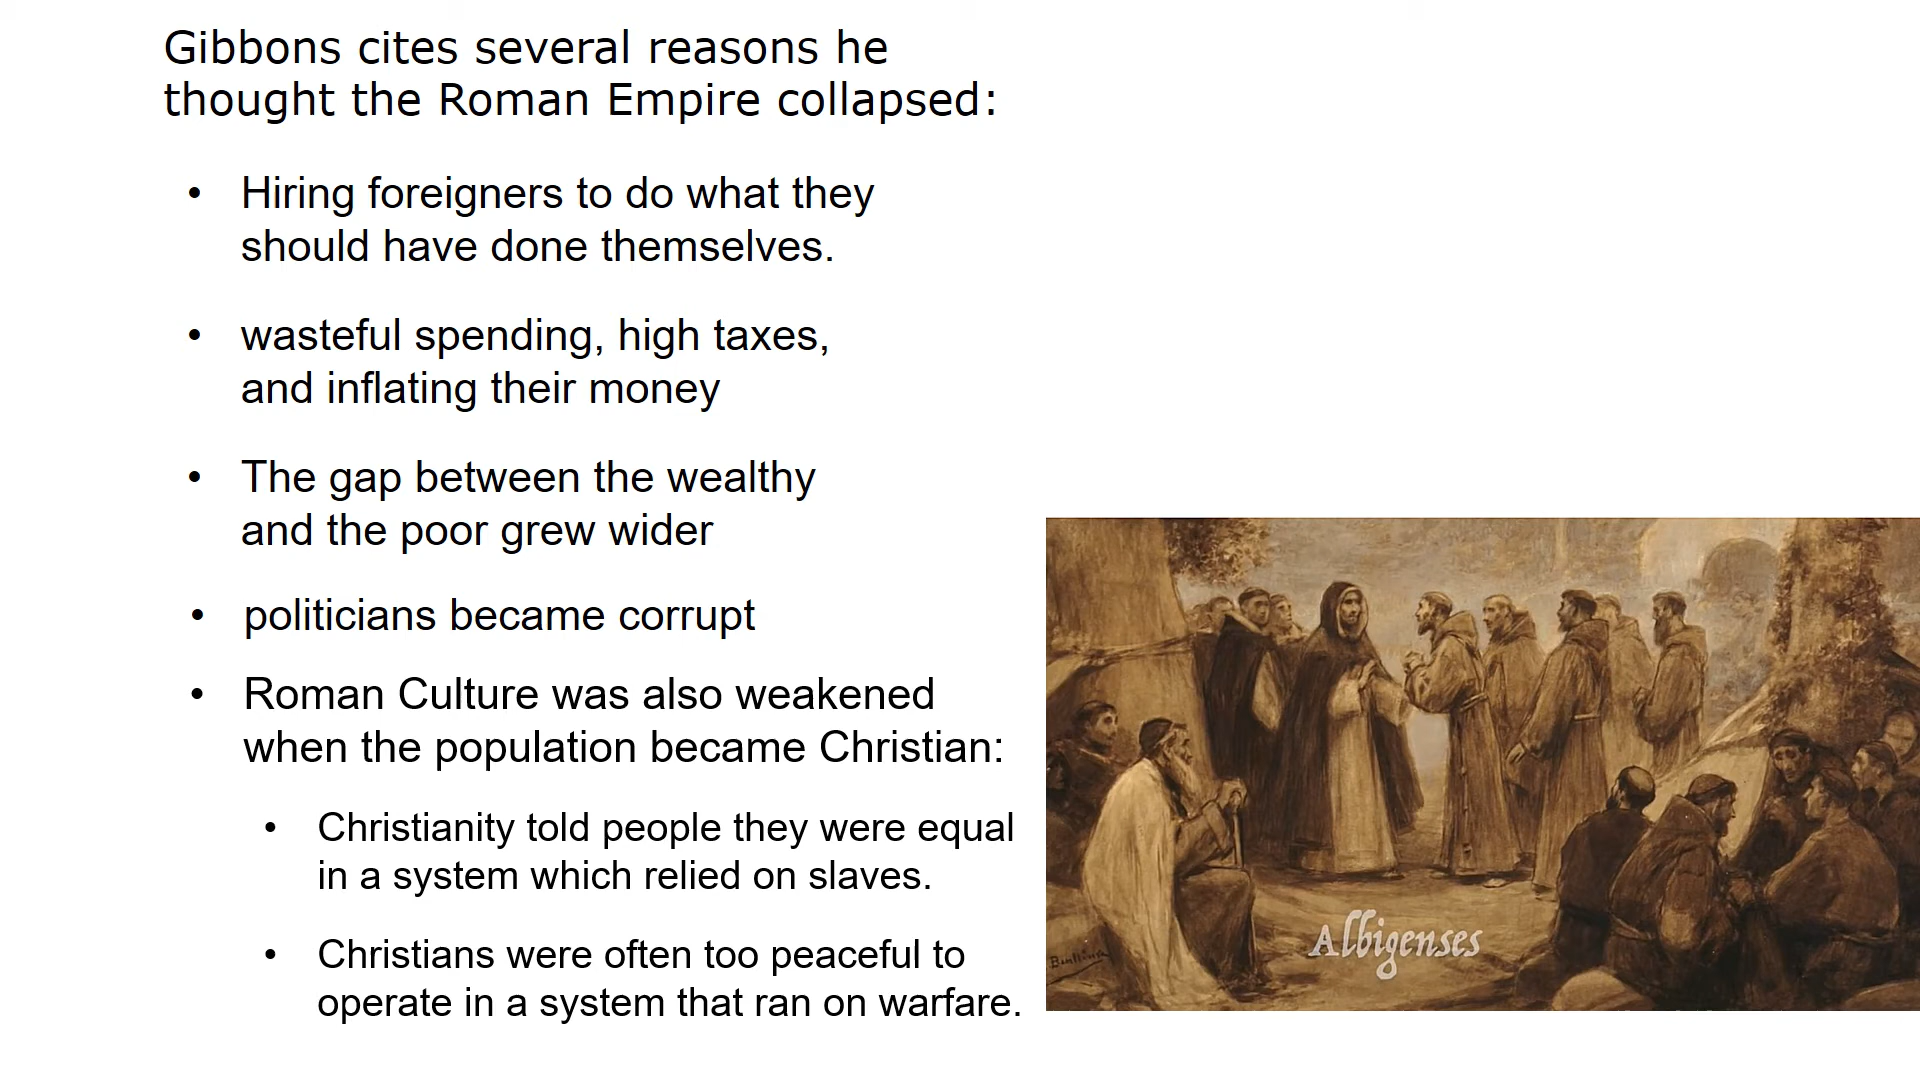 Gibbons cites several reasons he
thought the Roman Empire collapsed:
• Hiring foreigners to do what they
should have done themselves.
• wasteful spending, high taxes,
and inflating their money
• The gap between the wealthy
and the poor grew wider
• politicians became corrupt
• Roman Culture was also weakened
when the population became Christian:
• Christianity told people they were equal
in a system which relied on slaves.
• Christians were often too peaceful to
operate in a system that ran on warfare.
Albigenses